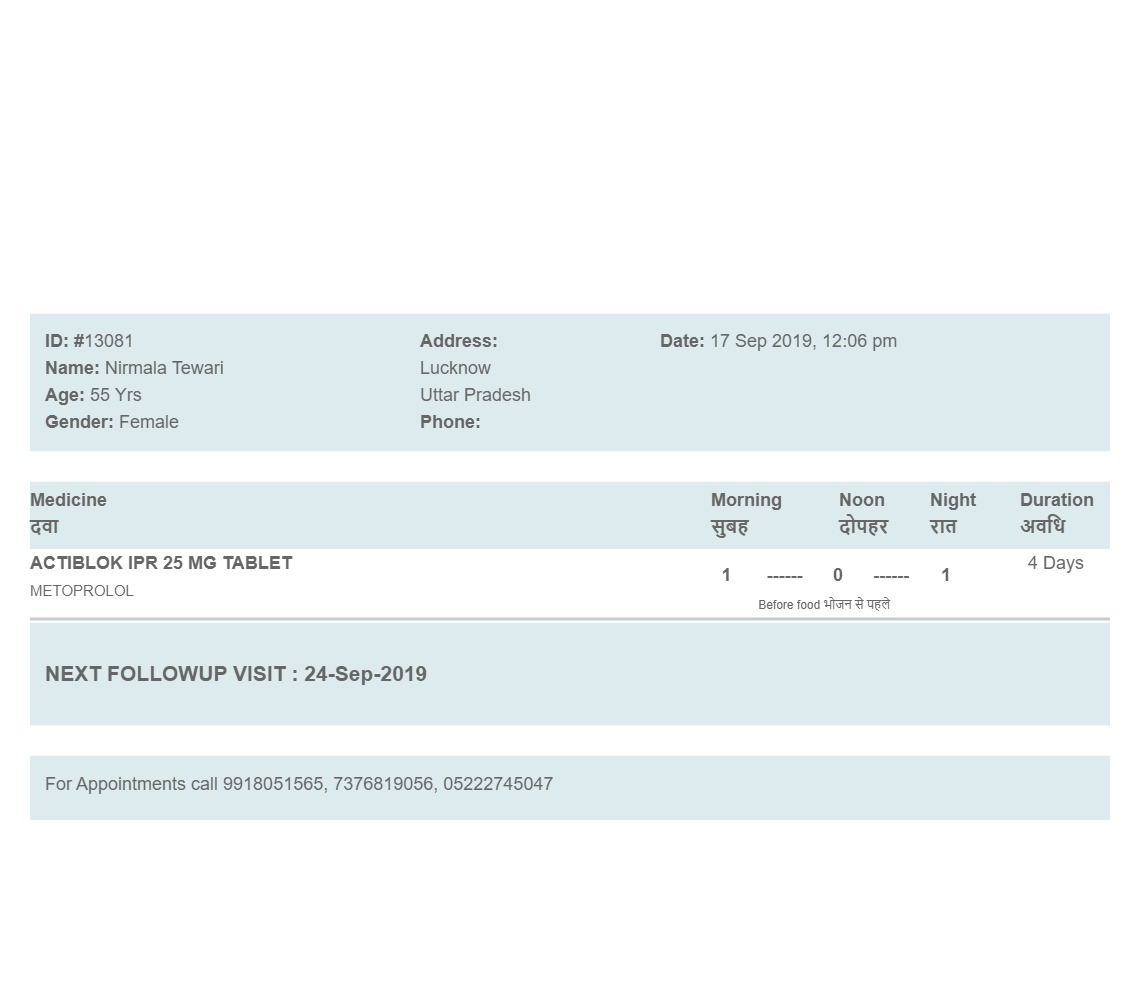 ID: #13081 Address: Date: 17 Sep 2019, 12:06 pm
Name: Nirmala Tewari Lucknow
Age: 55 Yrs Uttar Pradesh
Gender: Female Phone:
Medicine Morning Noon Night Duration
दवा सुबह दोपहर रात अवधि
ACTIBLOK IPR 25 MG TABLET 4 Days
1 ------ 0 ------ 1
METOPROLOL
Before food भोजन से पहले
NEXT FOLLOWUP VISIT : 24-Sep-2019
For Appointments call 9918051565, 7376819056, 05222745047